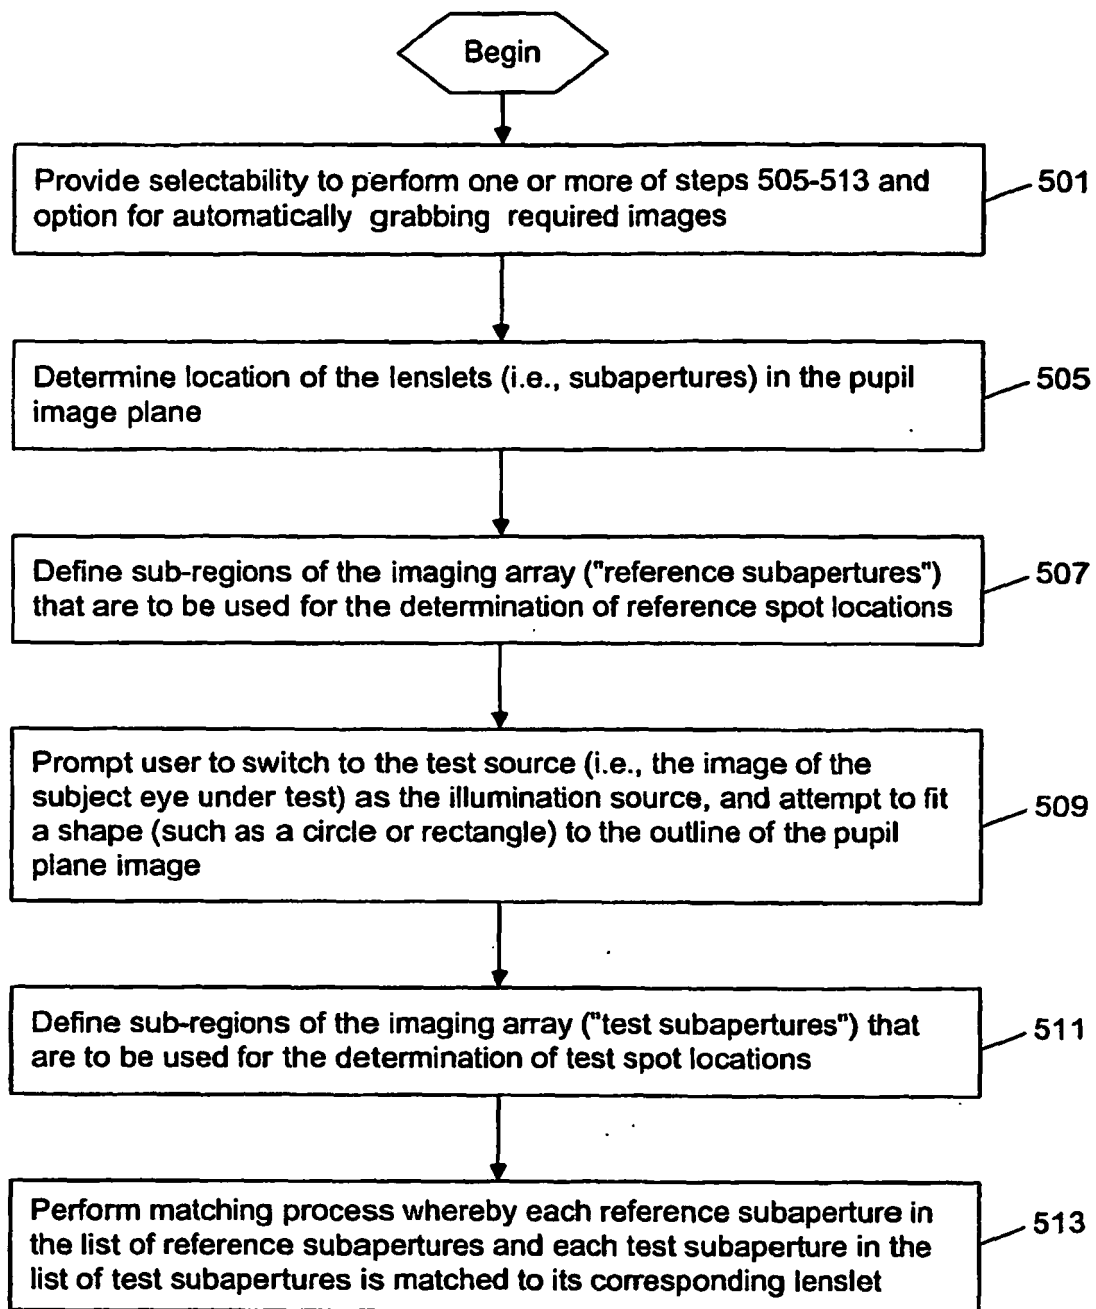 Begin
Provide selectability to perform one or more of steps 505-513 and
option for automatically grabbing required images
501
Determine location of the lenslets (i.e., subapertures) in the pupil
image plane
505
Define sub-regions of the imaging array ("reference subapertures")
that are to be used for the determination of reference spot locations
507
Prompt user to switch to the test source (i.e., the image of the
subject eye under test) as the illumination source, and attempt to fit
a shape (such as a circle or rectangle) to the outline of the pupil
plane image
509
Define sub-regions of the imaging array ("test subapertures") that
are to be used for the determination of test spot locations
511
Perform matching process whereby each reference subaperture in
the list of reference subapertures and each test subaperture in the
list of test subapertures is matched to its corresponding lenslet
513